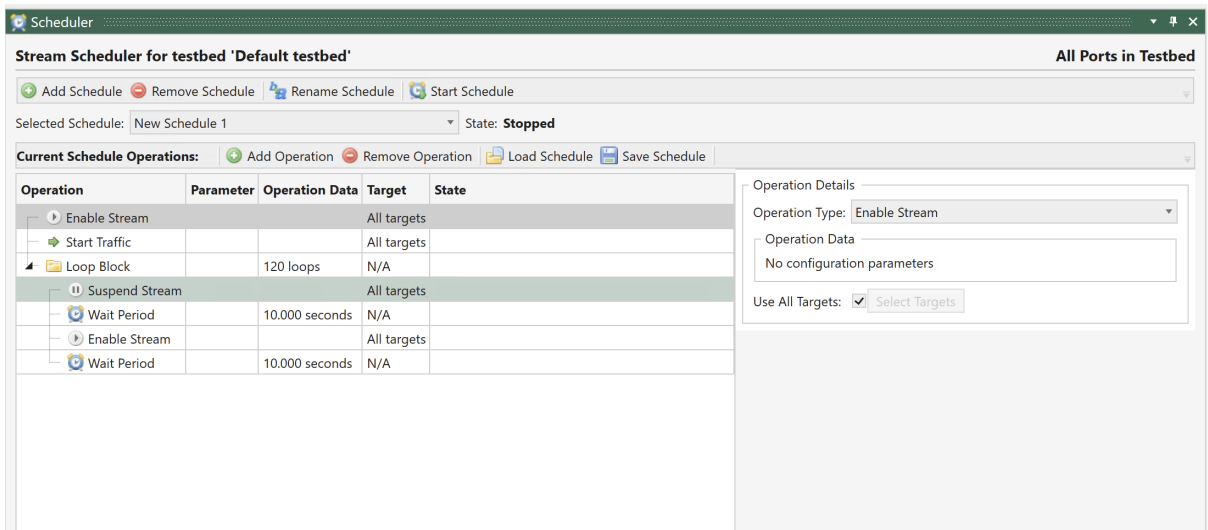 Scheduler
Stream Scheduler for testbed 'Default testbed' All Ports in Testbed
Add Schedule Remove Schedule Rename Schedule Start Schedule
Selected Schedule: New Schedule 1 State: Stopped
Current Schedule Operations: Add Operation Remove Operation Load Schedule Save Schedule
Operation Parameter Operation Data Target State
Enable Stream All targets
Start Traffic All targets
Loop Block 120 loops N/A
Suspend Stream All targets
Wait Period 10.000 seconds N/A
Enable Stream All targets
Wait Period 10.000 seconds N/A
Operation Details
Operation Type: Enable Stream
Operation Data
No configuration parameters
Use All Targets: Select Targets